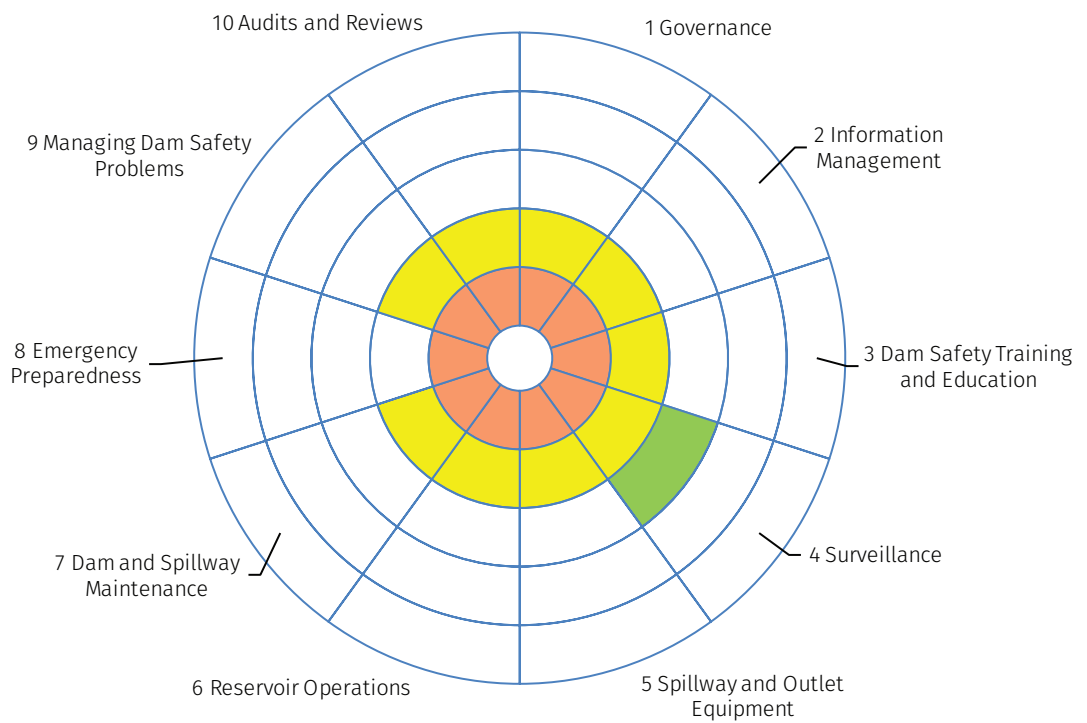 10 Audits and Reviews
1 Governance
2 Information
Management
3 Dam Safety Training
and Education
4 Surveillance
5 Spillway and Outlet
Equipment
6 Reservoir Operations
7 Dam and Spillway
Maintenance
8 Emergency
Preparedness
9 Managing Dam Safety
Problems